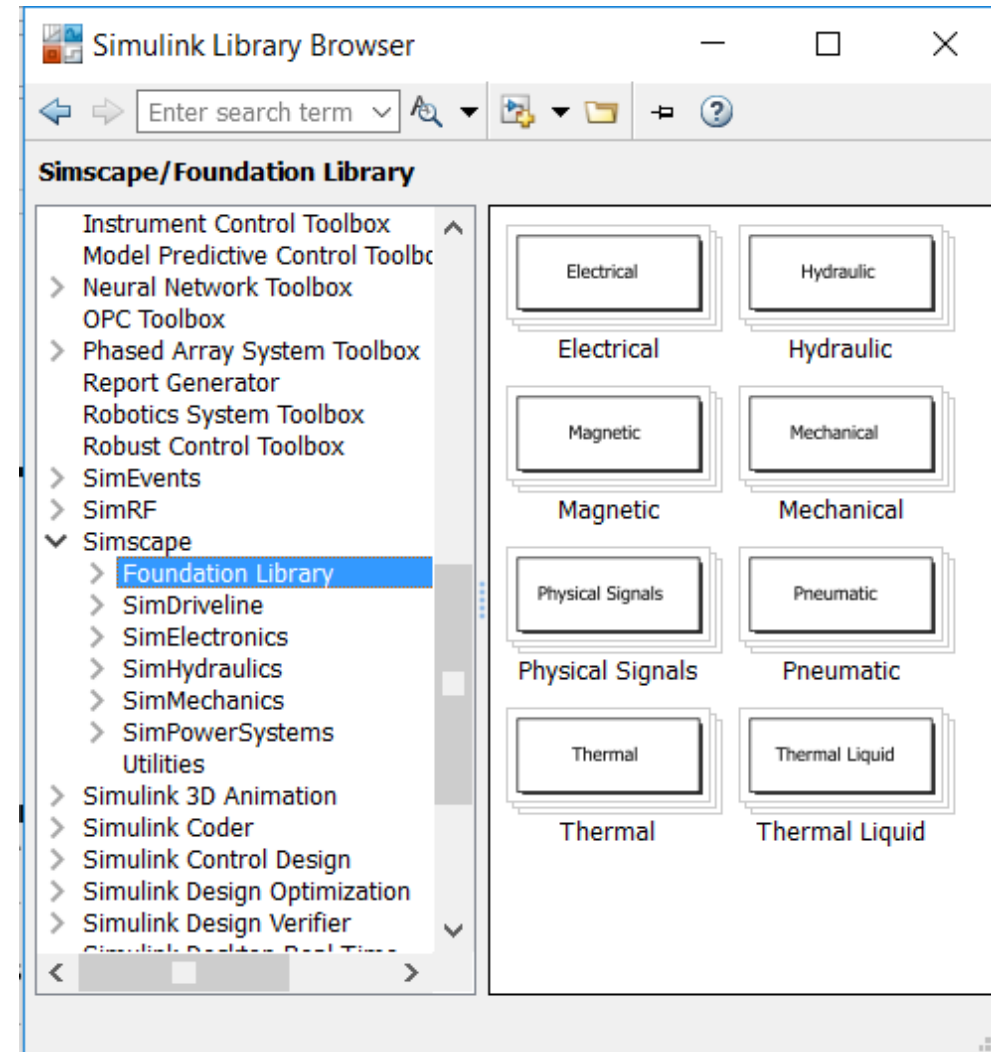 Simulink Library Browser
Enter search term
Simscape/Foundation Library
Instrument Control Toolbox
Model Predictive Control Toolbo
Neural Network Toolbox
OPC Toolbox
Phased Array System Toolbox
Report Generator
Robotics System Toolbox
Robust Control Toolbox
SimEvents
SimRF
Simscape
Foundation Library
SimDriveline
SimElectronics
SimHydraulics
SimMechanics
SimPowerSystems
Utilities
Simulink 3D Animation
Simulink Coder
Simulink Control Design
Simulink Design Optimization
Simulink Design Verifier
Simulink Desktop Real-Time
Electrical
Hydraulic
Electrical
Hydraulic
Magnetic
Mechanical
Magnetic
Mechanical
Physical Signals
Pneumatic
Physical Signals
Pneumatic
Thermal
Thermal Liquid
Thermal
Thermal Liquid